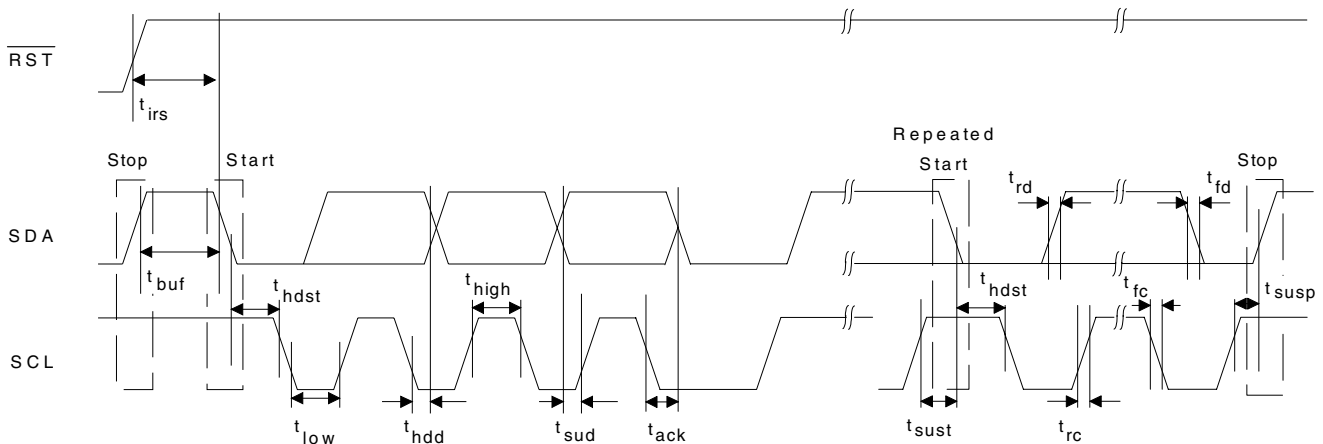 RST
t irs
Repeated
Stop
Start
Start
Stop
t rd
t fd
SDA
t buf
t hdst
t high
t hdst
t fc
t susp
SCL
t low
t hdd
t sud
t ack
t sust
t rc